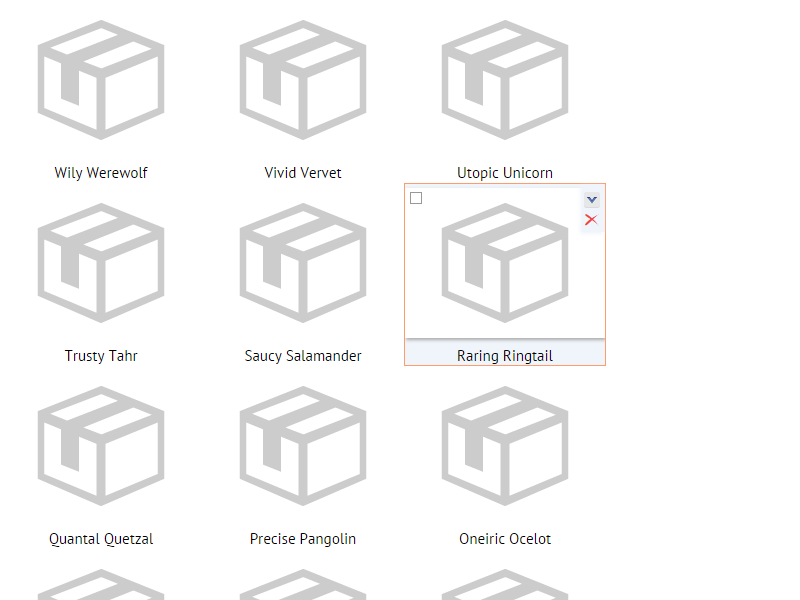 Wily Werewolf
Vivid Vervet
Utopic Unicorn
Trusty Tahr
Saucy Salamander
Raring Ringtail
Quantal Quetzal
Precise Pangolin
Oneiric Ocelot